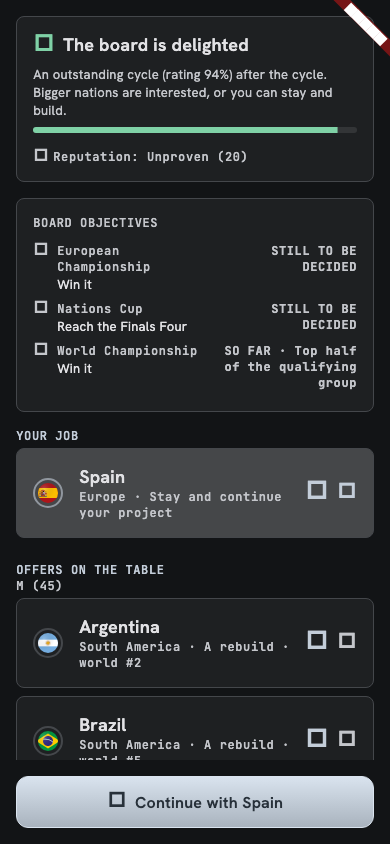 The board is delighted
An outstanding cycle (rating 94%) after the cycle.
Bigger nations are interested, or you can stay and
build.
Reputation: Unproven (20)
BOARD OBJECTIVES
European
Championship
Win it
STILL TO BE
DECIDED
Nations Cup
Reach the Finals Four
STILL TO BE
DECIDED
World Championship
Win it
SO FAR · Top half
of the qualifying
group
YOUR JOB
Spain
Europe · Stay and continue
your project
OFFERS ON THE TABLE
M (45)
Argentina
South America · A rebuild ·
world #2
Brazil
South America · A rebuild ·
world #5
Continue with Spain